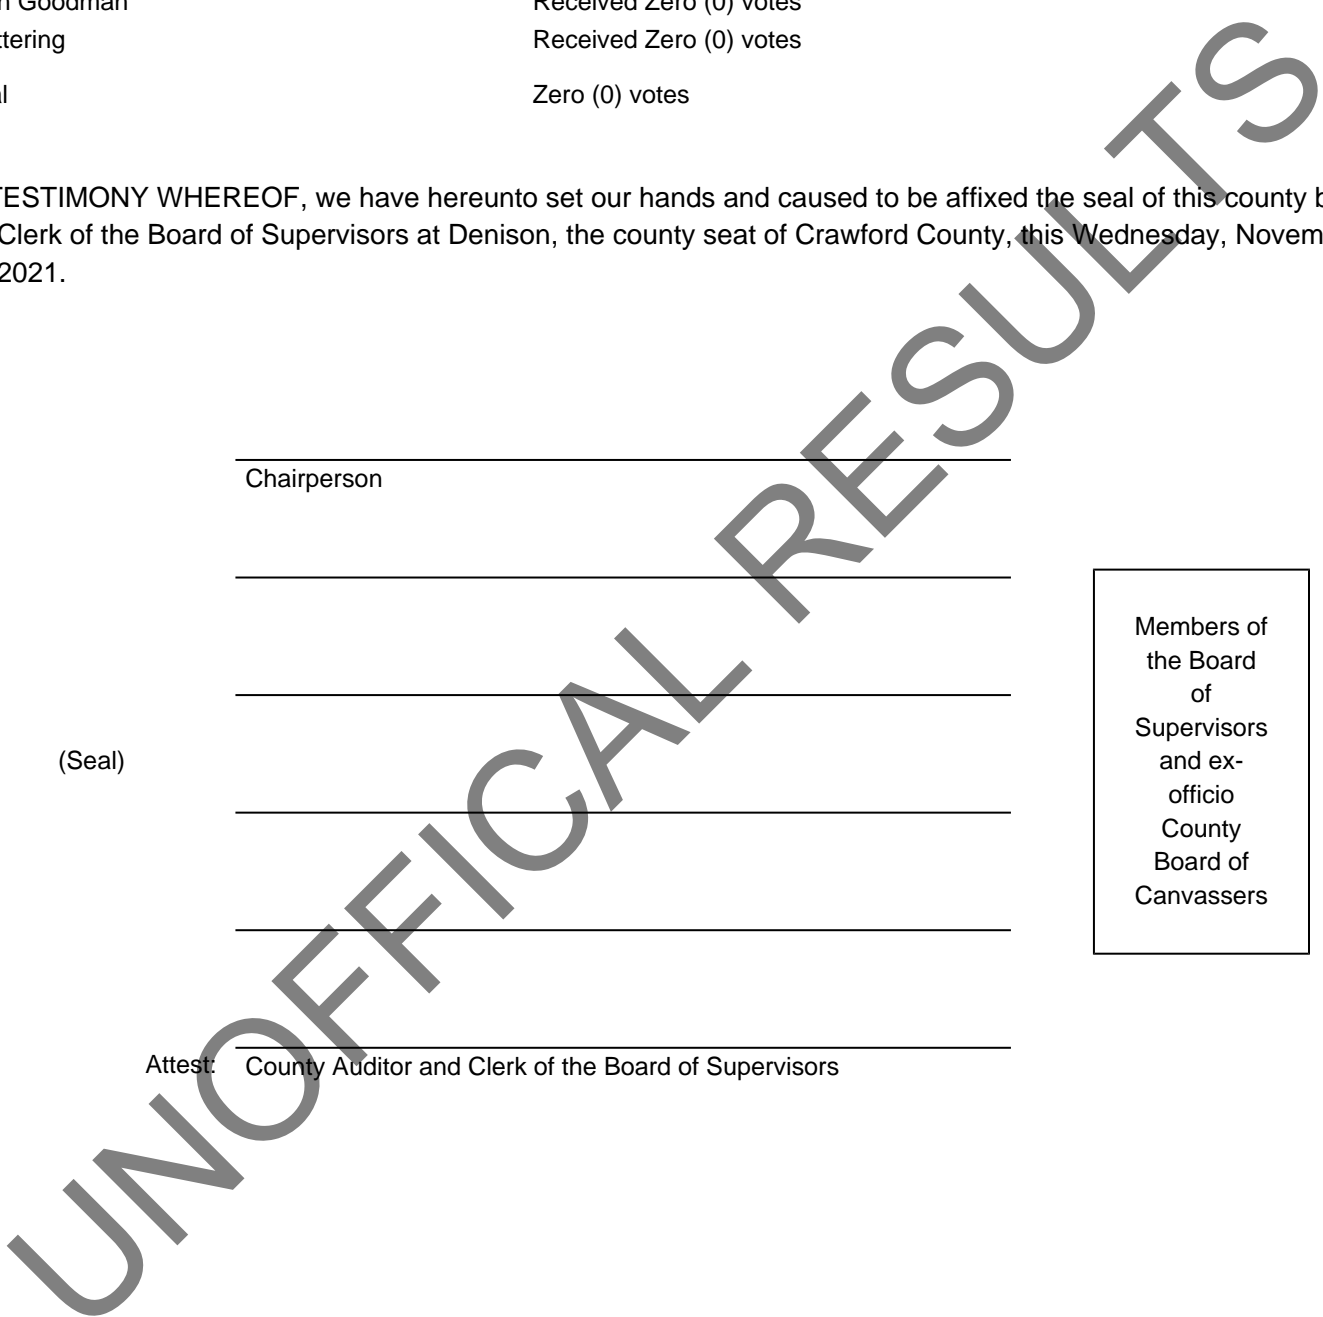 n Goodman Received Zero (0) votes
ttering Received Zero (0) votes
al Zero (0) votes
TESTIMONY WHEREOF, we have hereunto set our hands and caused to be affixed the seal of this county b
Clerk of the Board of Supervisors at Denison, the county seat of Crawford County, this Wednesday, Novem
2021.
Chairperson
Members of
the Board
of
Supervisors
and ex-
officio
County
Board of
Canvassers
(Seal)
Attest: County Auditor and Clerk of the Board of Supervisors
UNOFFICAL RESULTS